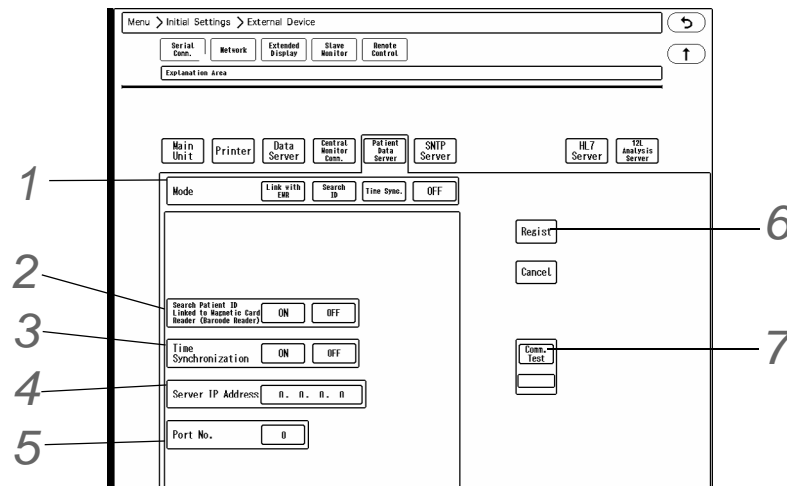 Menu > Initial Settings > External Device
Serial
Conn.
Network
Extended
Display
Slave
Monitor
Remote
Control
Explanation Area
Main
Unit
Printer
Data
Server
Central
Monitor
Conn.
Patient
Data
Server
SNTP
Server
HL7
Server
12L
Analysis
Server
1
Mode
Link with
EMR
Search
ID
Time Sync.
OFF
Regist
6
Cancel
2
Search Patient ID
Linked to Magnetic Card
Reader (Barcode Reader)
ON
OFF
3
Time
Synchronization
ON
OFF
Comm.
Test
7
4
Server IP Address
0. 0. 0. 0
5
Port No.
0